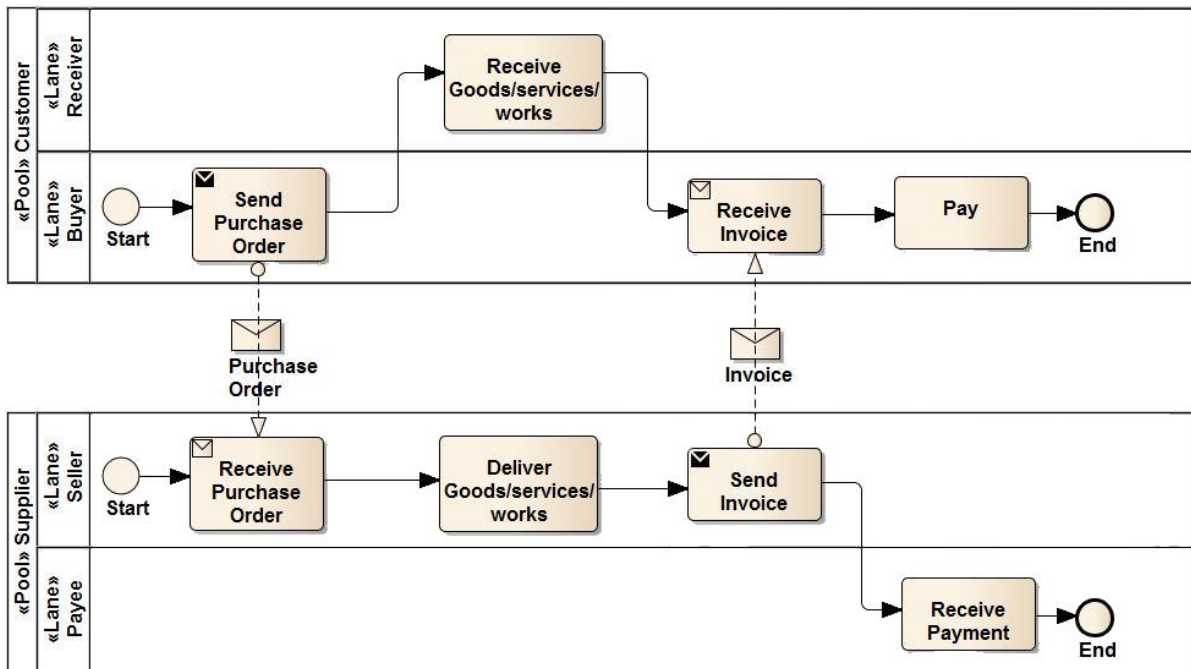 «Pool» Customer
«Lane»
Receiver
Receive
Goods/services/
works
«Lane»
Buyer
Start
Send
Purchase
Order
Receive
Invoice
Pay
End
Purchase
Order
Invoice
«Pool» Supplier
«Lane»
Seller
Start
Receive
Purchase
Order
Deliver
Goods/services/
works
Send
Invoice
«Lane»
Payee
Receive
Payment
End